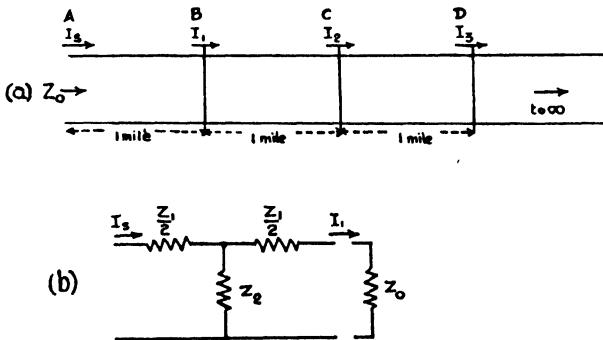 A B C D
Is I₁ I₂ I₃
(a) Z₀
to ∞
1 mile 1 mile 1 mile
Is Z₁/2 Z₁/2 I₁
(b) Z₂ Z₀